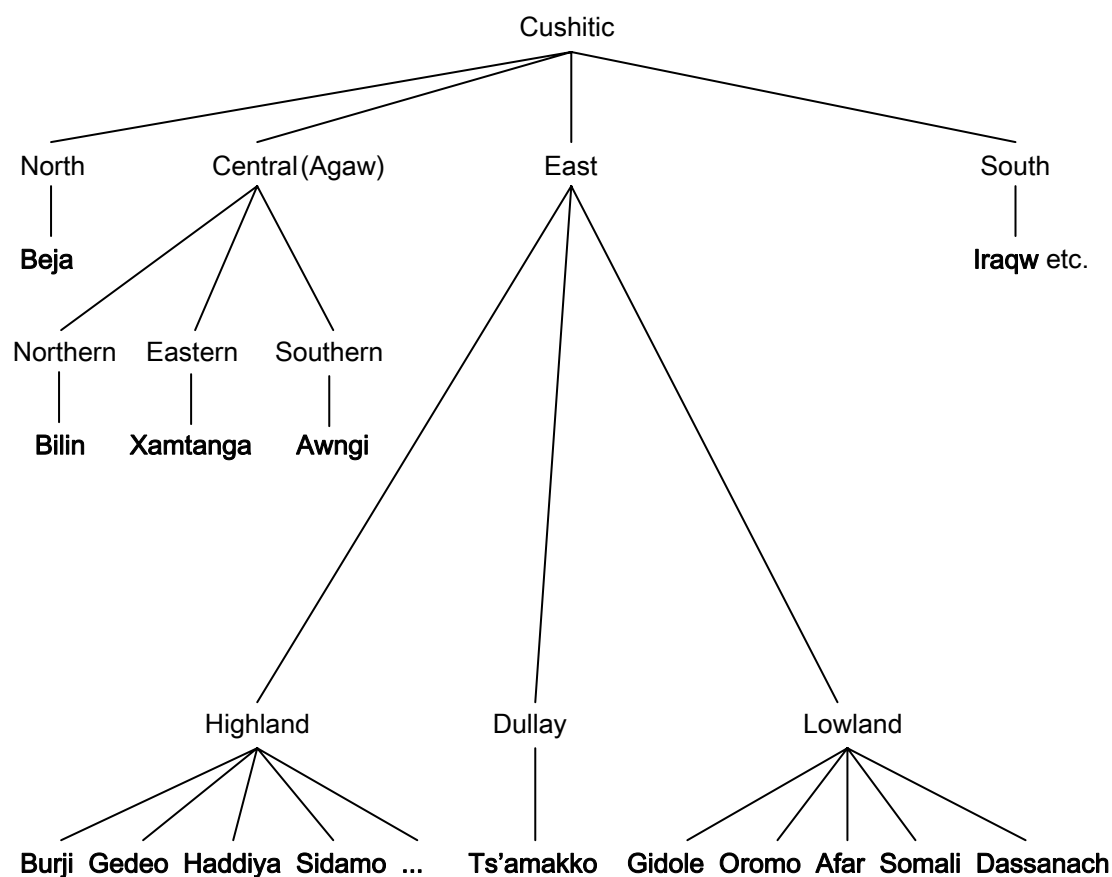 Cushitic
North Central (Agaw) East South
Beja Iraqw etc.
Northern Eastern Southern
Bilin Xamtanga Awngi
Highland Dullay Lowland
Burji Gedeo Haddiya Sidamo ... Ts'amakko Gidole Oromo Afar Somali Dassanach